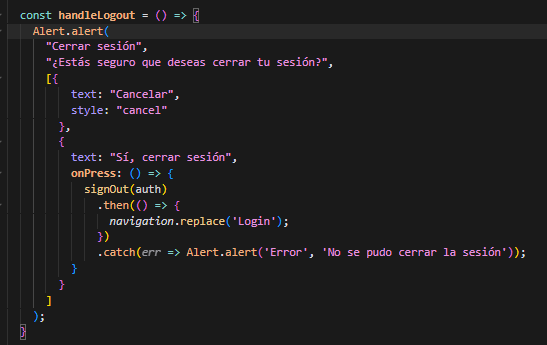 const handleLogout = () => {
Alert.alert(
"Cerrar sesión",
"¿Estás seguro que deseas cerrar tu sesión?",
[{
text: "Cancelar",
style: "cancel"
},
{
text: "Sí, cerrar sesión",
onPress: () => {
signOut(auth)
.then(() => {
navigation.replace('Login');
})
.catch(err => Alert.alert('Error', 'No se pudo cerrar la sesión'));
}
}
]
);
}